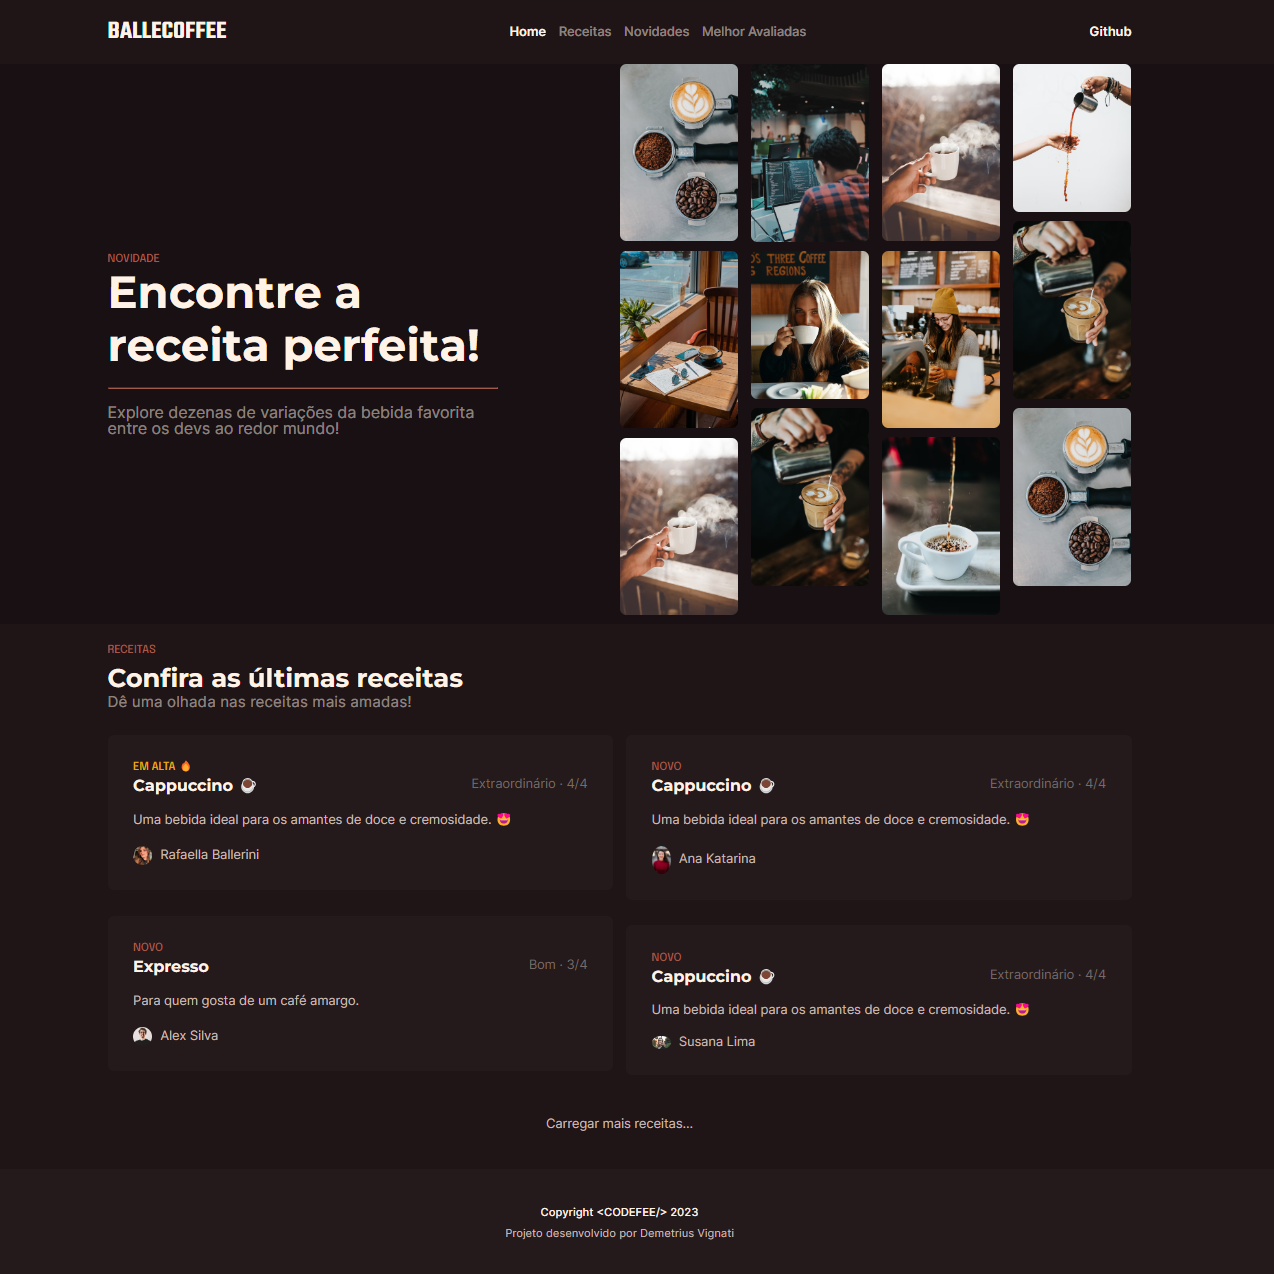 BALLECOFFEE
Home Receitas Novidades Melhor Avaliadas
Github
NOVIDADE
Encontre a
receita perfeita!
Explore dezenas de variações da bebida favorita
entre os devs ao redor mundo!
THREE COFFEE
REGIONS
RECEITAS
Confira as últimas receitas
Dê uma olhada nas receitas mais amadas!
EM ALTA 🔥
Cappuccino ☕
Extraordinário · 4/4
Uma bebida ideal para os amantes de doce e cremosidade. 😍
Rafaella Ballerini
NOVO
Cappuccino ☕
Extraordinário · 4/4
Uma bebida ideal para os amantes de doce e cremosidade. 😍
Ana Katarina
NOVO
Expresso
Bom · 3/4
Para quem gosta de um café amargo.
Alex Silva
NOVO
Cappuccino ☕
Extraordinário · 4/4
Uma bebida ideal para os amantes de doce e cremosidade. 😍
Susana Lima
Carregar mais receitas...
Copyright <CODEFEE/> 2023
Projeto desenvolvido por Demetrius Vignati